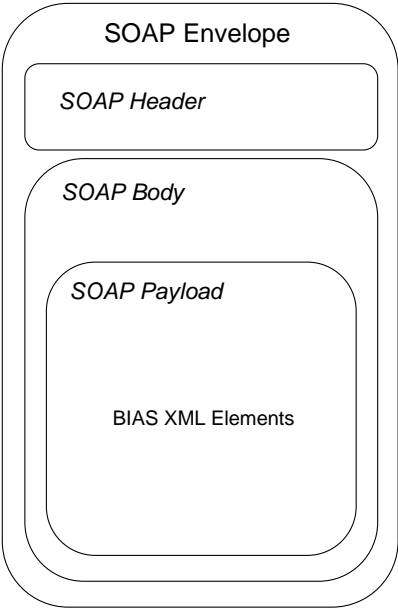 SOAP Envelope
SOAP Header
SOAP Body
SOAP Payload
BIAS XML Elements